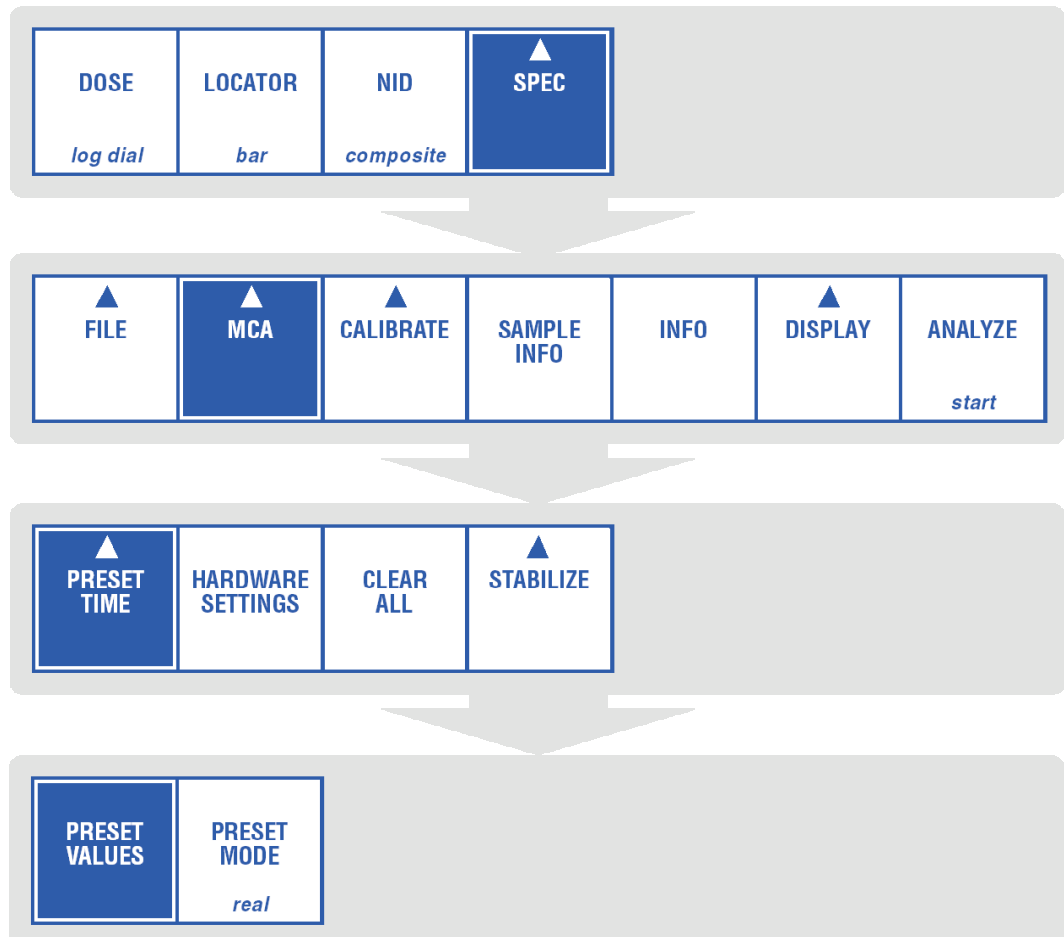 DOSE LOCATOR NID SPEC
log dial bar composite
FILE MCA CALIBRATE SAMPLE INFO DISPLAY ANALYZE
INFO
start
PRESET HARDWARE CLEAR STABILIZE
TIME SETTINGS ALL
PRESET PRESET
VALUES MODE
real